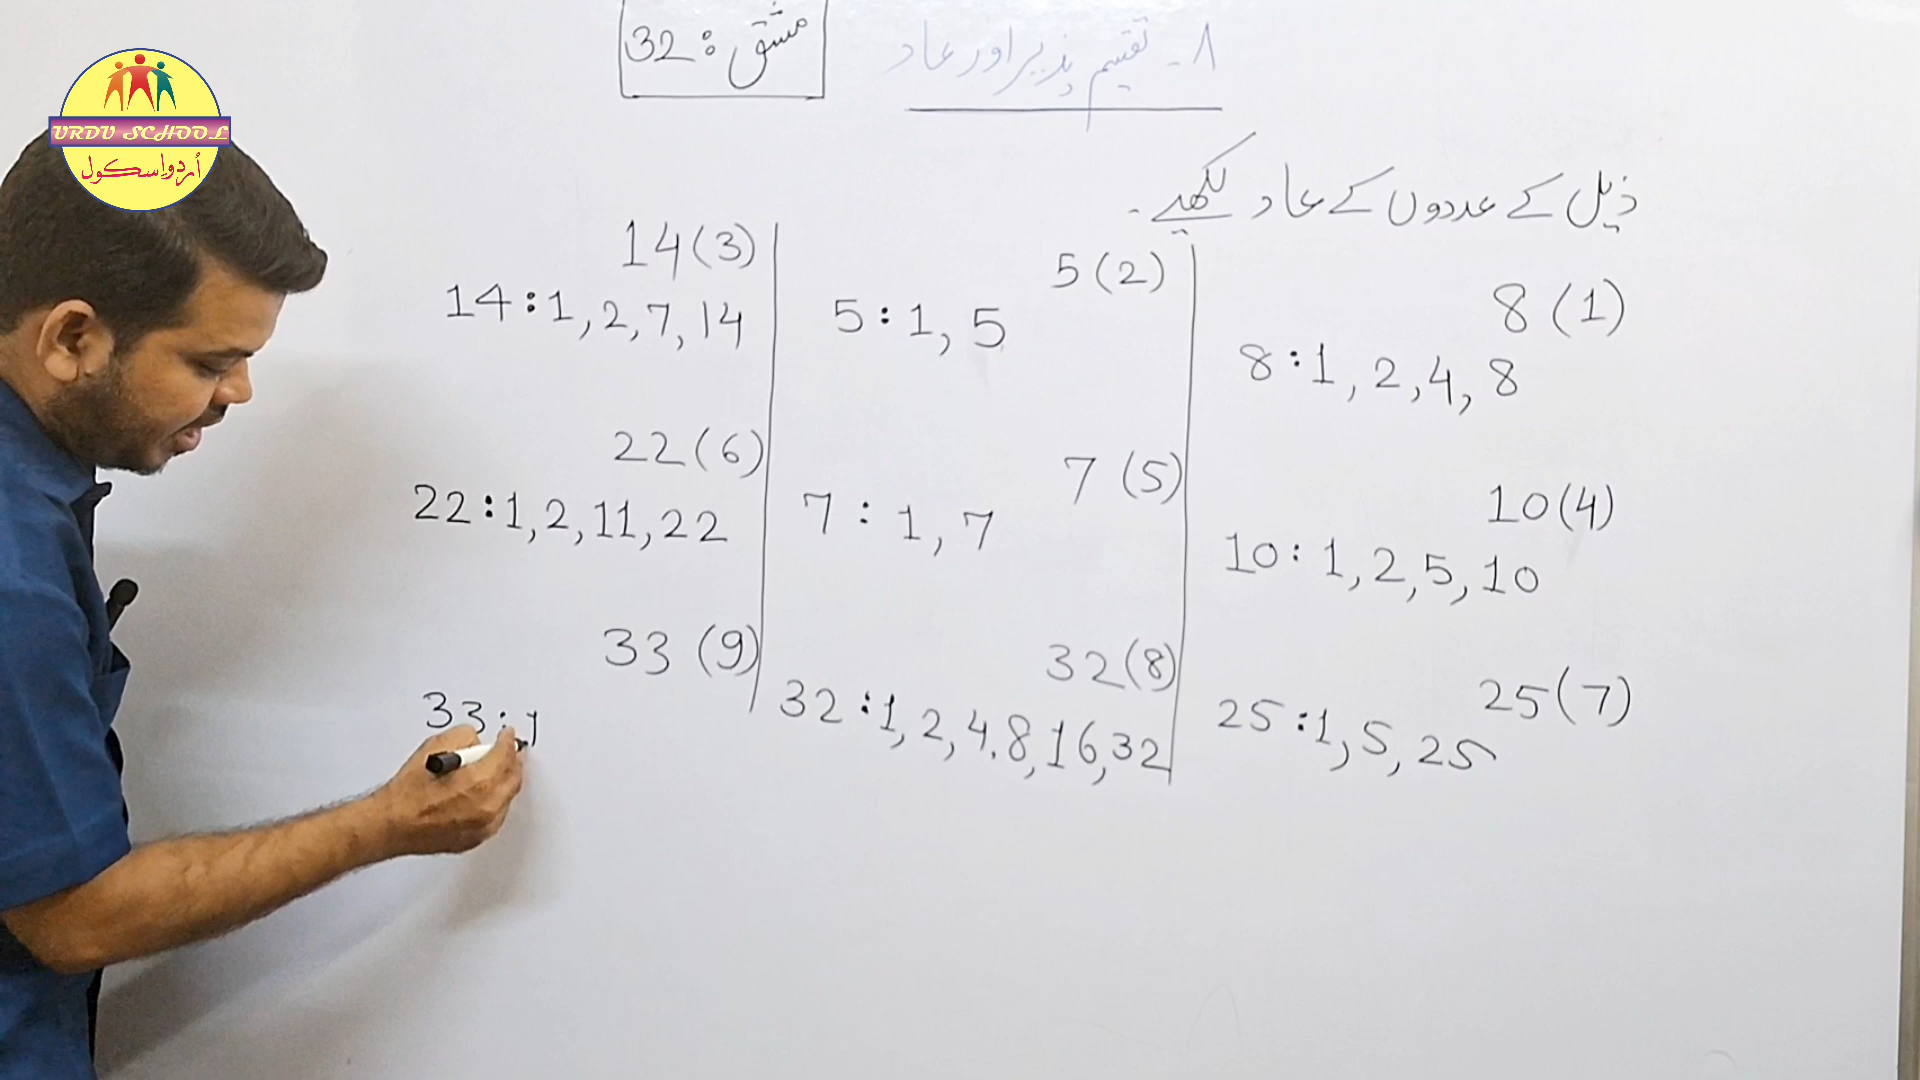 URDU SCHOOL
اُردو اسکول
۸۔ تقسیم پذیر اور عاد
مشق : 32
ذیل کے عددوں کے عاد لکھیے۔
8 (1)
8 : 1, 2, 4, 8
5 (2)
5 : 1, 5
14 (3)
14 : 1, 2, 7, 14
10 (4)
10 : 1, 2, 5, 10
7 (5)
7 : 1, 7
22 (6)
22 : 1, 2, 11, 22
25 (7)
25 : 1, 5, 25
32 (8)
32 : 1, 2, 4. 8, 16, 32
33 (9)
33 : 1